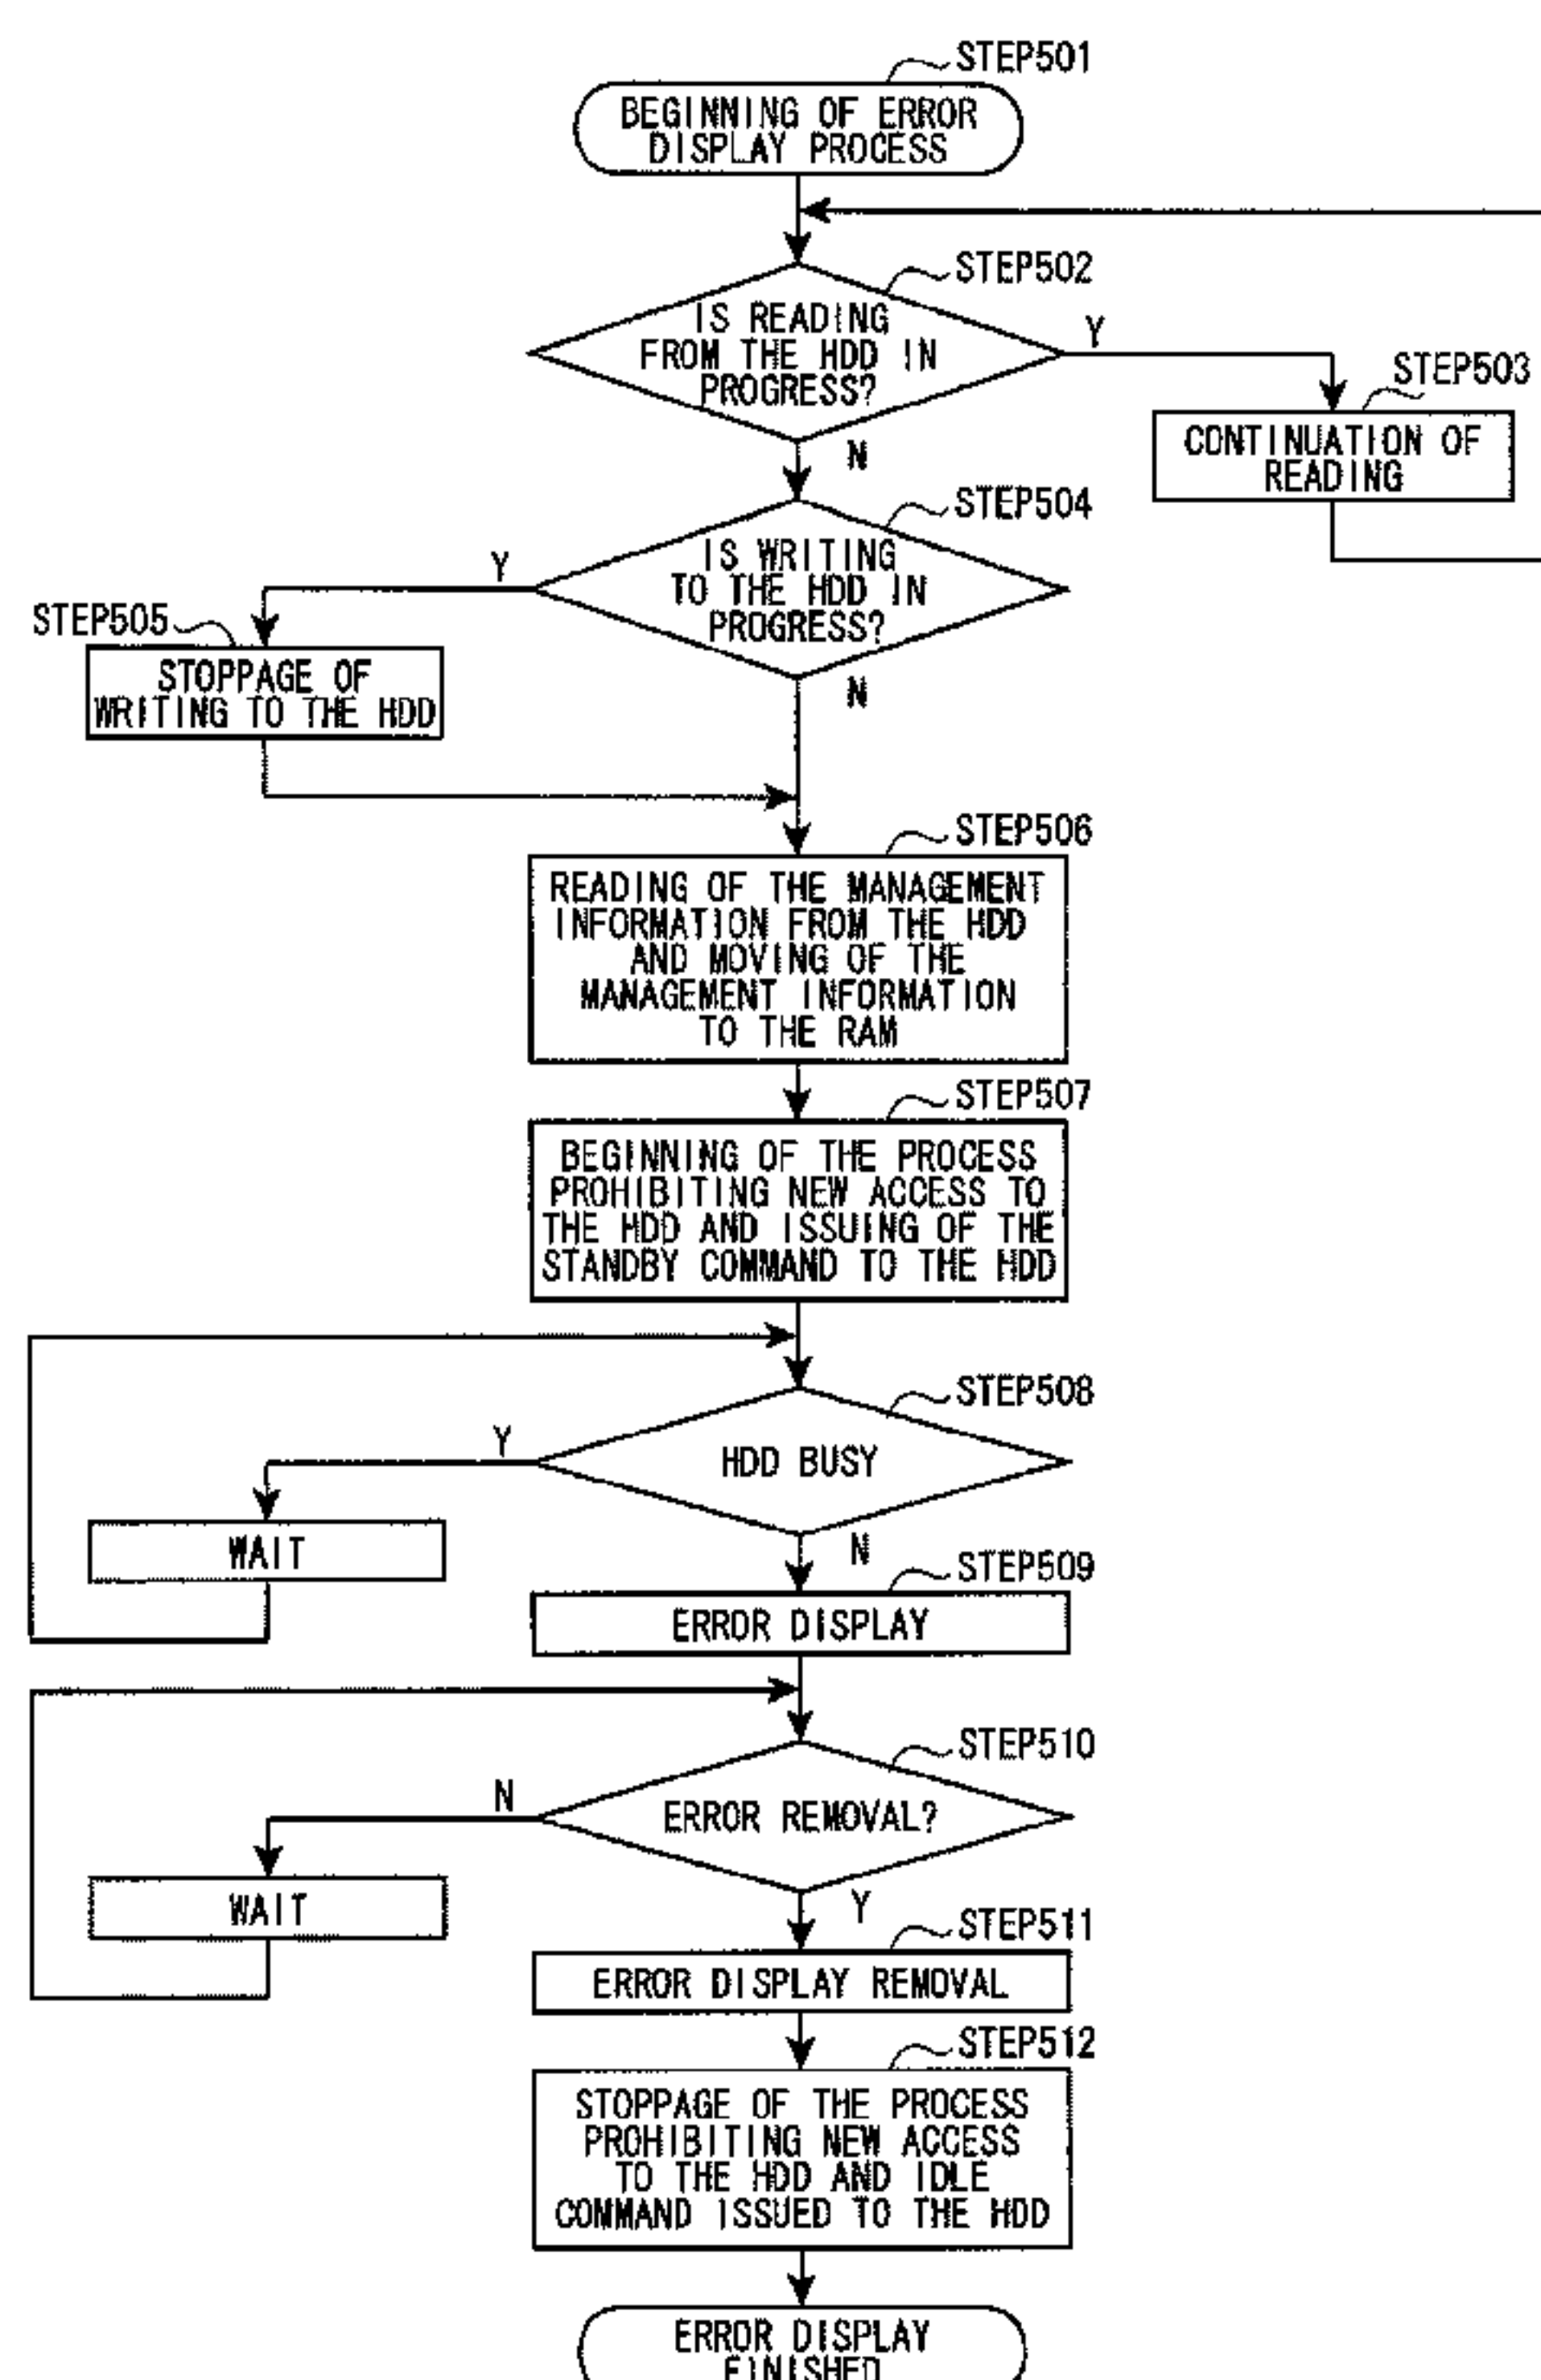 STEP501
BEGINNING OF ERROR
DISPLAY PROCESS
STEP502
IS READING
FROM THE HDD IN
PROGRESS?
Y
N
STEP503
CONTINUATION OF
READING
STEP504
IS WRITING
TO THE HDD IN
PROGRESS?
Y
N
STEP505
STOPPAGE OF
WRITING TO THE HDD
STEP506
READING OF THE MANAGEMENT
INFORMATION FROM THE HDD
AND MOVING OF THE
MANAGEMENT INFORMATION
TO THE RAM
STEP507
BEGINNING OF THE PROCESS
PROHIBITING NEW ACCESS TO
THE HDD AND ISSUING OF THE
STANDBY COMMAND TO THE HDD
STEP508
HDD BUSY
Y
N
WAIT
STEP509
ERROR DISPLAY
STEP510
ERROR REMOVAL?
N
Y
WAIT
STEP511
ERROR DISPLAY REMOVAL
STEP512
STOPPAGE OF THE PROCESS
PROHIBITING NEW ACCESS
TO THE HDD AND IDLE
COMMAND ISSUED TO THE HDD
ERROR DISPLAY
FINISHED